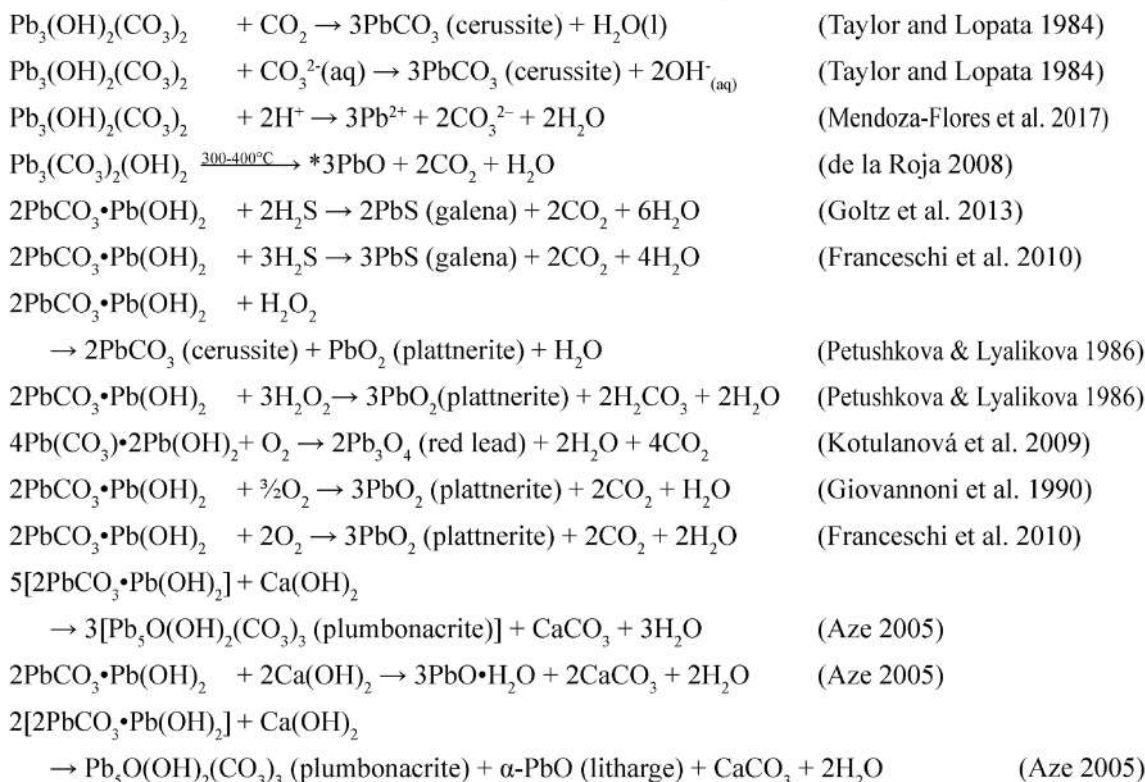 Pb₃(OH)₂(CO₃)₂ + CO₂ → 3PbCO₃ (cerussite) + H₂O(l) (Taylor and Lopata 1984)
Pb₃(OH)₂(CO₃)₂ + CO₃²⁻(aq) → 3PbCO₃ (cerussite) + 2OH⁻(aq) (Taylor and Lopata 1984)
Pb₃(OH)₂(CO₃)₂ + 2H⁺ → 3Pb²⁺ + 2CO₃²⁻ + 2H₂O (Mendoza-Flores et al. 2017)
Pb₃(CO₃)₂(OH)₂ 300-400°C → *3PbO + 2CO₂ + H₂O (de la Roja 2008)
2PbCO₃•Pb(OH)₂ + 2H₂S → 2PbS (galena) + 2CO₂ + 6H₂O (Goltz et al. 2013)
2PbCO₃•Pb(OH)₂ + 3H₂S → 3PbS (galena) + 2CO₂ + 4H₂O (Franceschi et al. 2010)
2PbCO₃•Pb(OH)₂ + H₂O₂
→ 2PbCO₃ (cerussite) + PbO₂ (plattnerite) + H₂O (Petushkova & Lyalikova 1986)
2PbCO₃•Pb(OH)₂ + 3H₂O₂→ 3PbO₂(plattnerite) + 2H₂CO₃ + 2H₂O (Petushkova & Lyalikova 1986)
4Pb(CO₃)•2Pb(OH)₂+ O₂ → 2Pb₃O₄ (red lead) + 2H₂O + 4CO₂ (Kotulanová et al. 2009)
2PbCO₃•Pb(OH)₂ + ³⁄₂O₂ → 3PbO₂ (plattnerite) + 2CO₂ + H₂O (Giovannoni et al. 1990)
2PbCO₃•Pb(OH)₂ + 2O₂ → 3PbO₂ (plattnerite) + 2CO₂ + 2H₂O (Franceschi et al. 2010)
5[2PbCO₃•Pb(OH)₂] + Ca(OH)₂
→ 3[Pb₅O(OH)₂(CO₃)₃ (plumbonacrite)] + CaCO₃ + 3H₂O (Aze 2005)
2PbCO₃•Pb(OH)₂ + 2Ca(OH)₂ → 3PbO•H₂O + 2CaCO₃ + 2H₂O (Aze 2005)
2[2PbCO₃•Pb(OH)₂] + Ca(OH)₂
→ Pb₅O(OH)₂(CO₃)₃ (plumbonacrite) + α-PbO (litharge) + CaCO₃ + 2H₂O (Aze 2005)